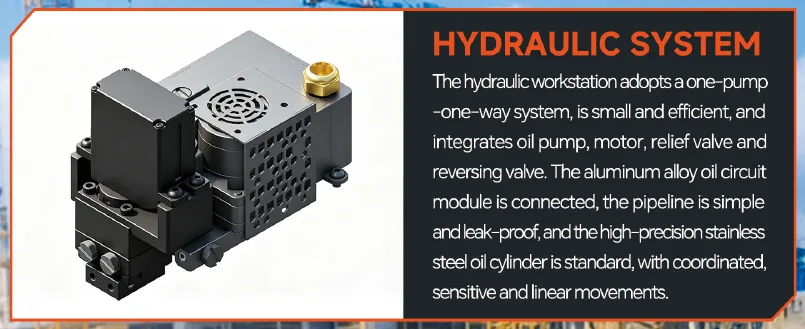 HYDRAULIC SYSTEM
The hydraulic workstation adopts a one-pump
-one-way system, is small and efficient, and
integrates oil pump, motor, relief valve and
reversing valve. The aluminum alloy oil circuit
module is connected, the pipeline is simple
and leak-proof, and the high-precision stainless
steel oil cylinder is standard, with coordinated,
sensitive and linear movements.